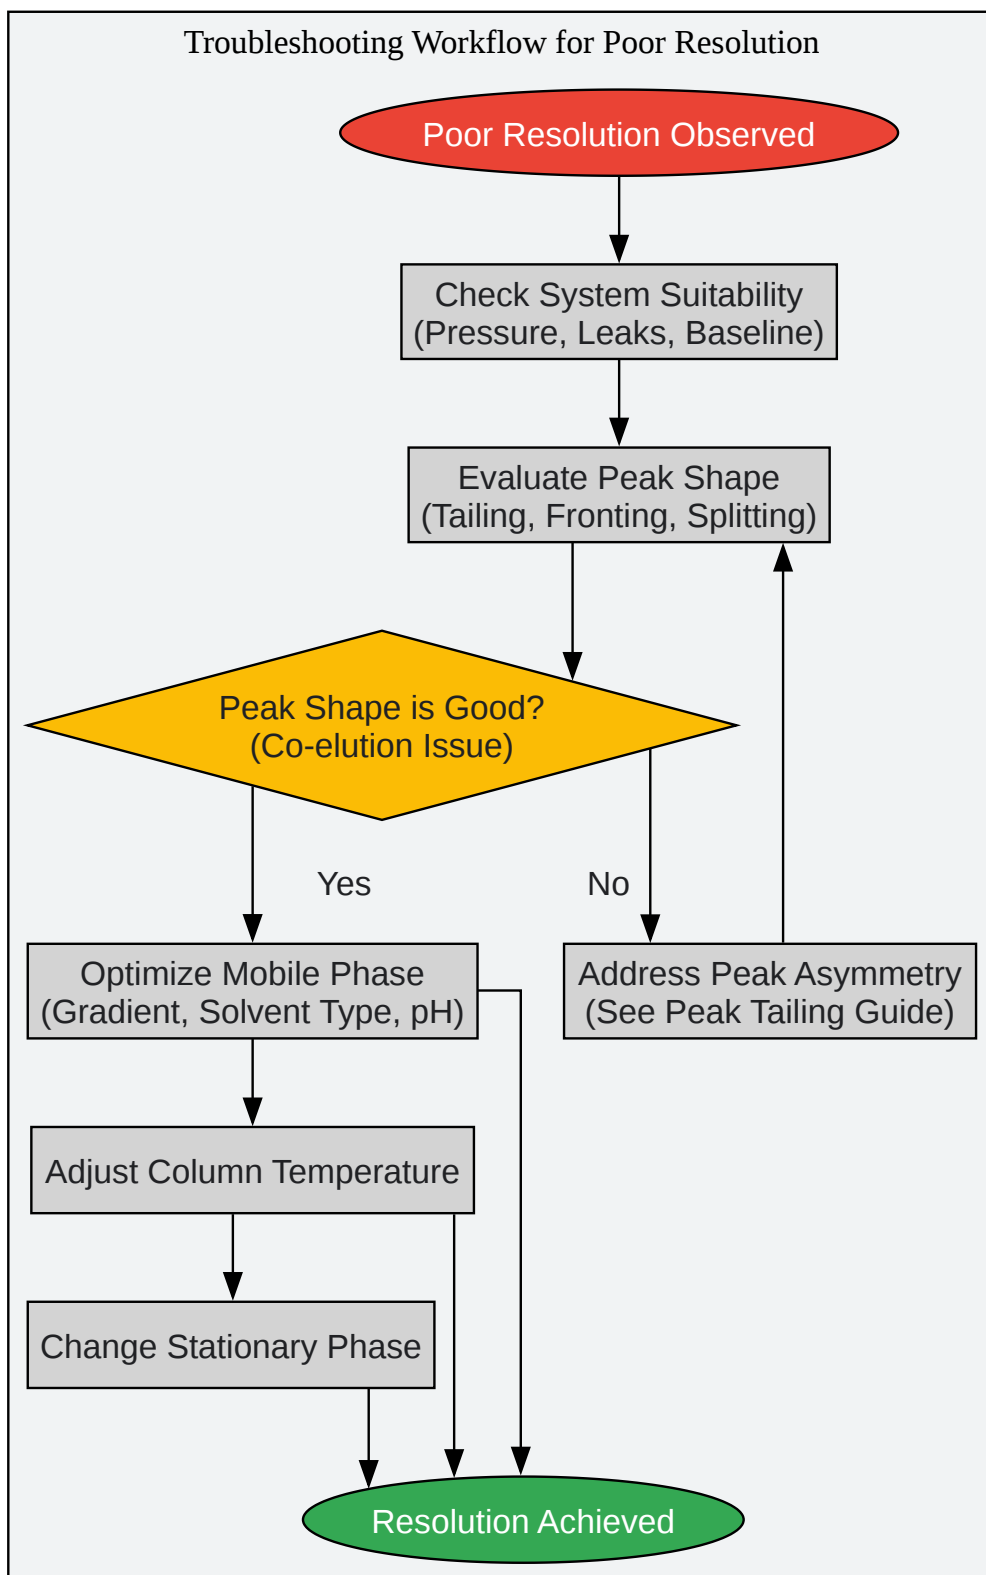 Troubleshooting Workflow for Poor Resolution
Poor Resolution Observed
Check System Suitability
(Pressure, Leaks, Baseline)
Evaluate Peak Shape
(Tailing, Fronting, Splitting)
Peak Shape is Good?
(Co-elution Issue)
Yes
No
Optimize Mobile Phase
(Gradient, Solvent Type, pH)
Address Peak Asymmetry
(See Peak Tailing Guide)
Adjust Column Temperature
Change Stationary Phase
Resolution Achieved